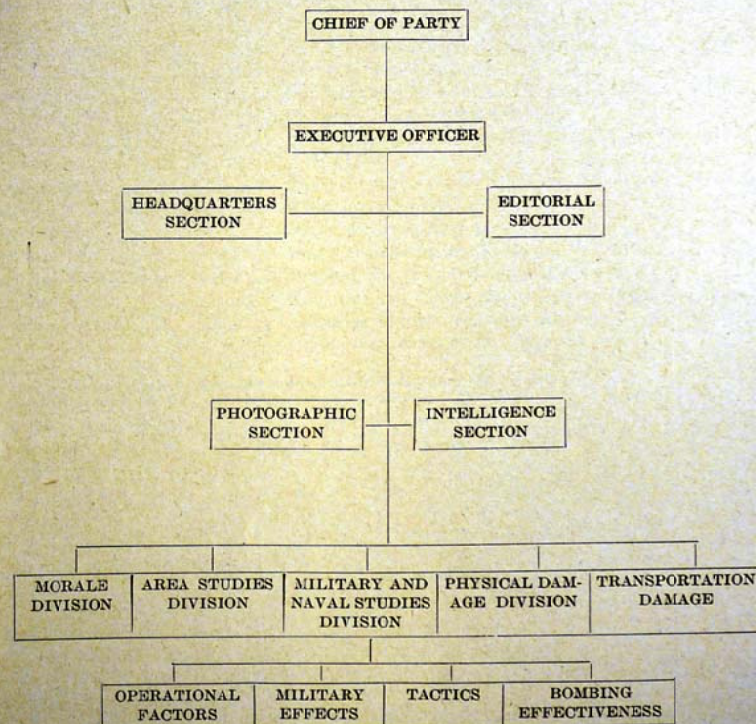 CHIEF OF PARTY
EXECUTIVE OFFICER
HEADQUARTERS
SECTION
EDITORIAL
SECTION
PHOTOGRAPHIC
SECTION
INTELLIGENCE
SECTION
MORALE
DIVISION
AREA STUDIES
DIVISION
MILITARY AND
NAVAL STUDIES
DIVISION
PHYSICAL DAM-
AGE DIVISION
TRANSPORTATION
DAMAGE
OPERATIONAL
FACTORS
MILITARY
EFFECTS
TACTICS
BOMBING
EFFECTIVENESS